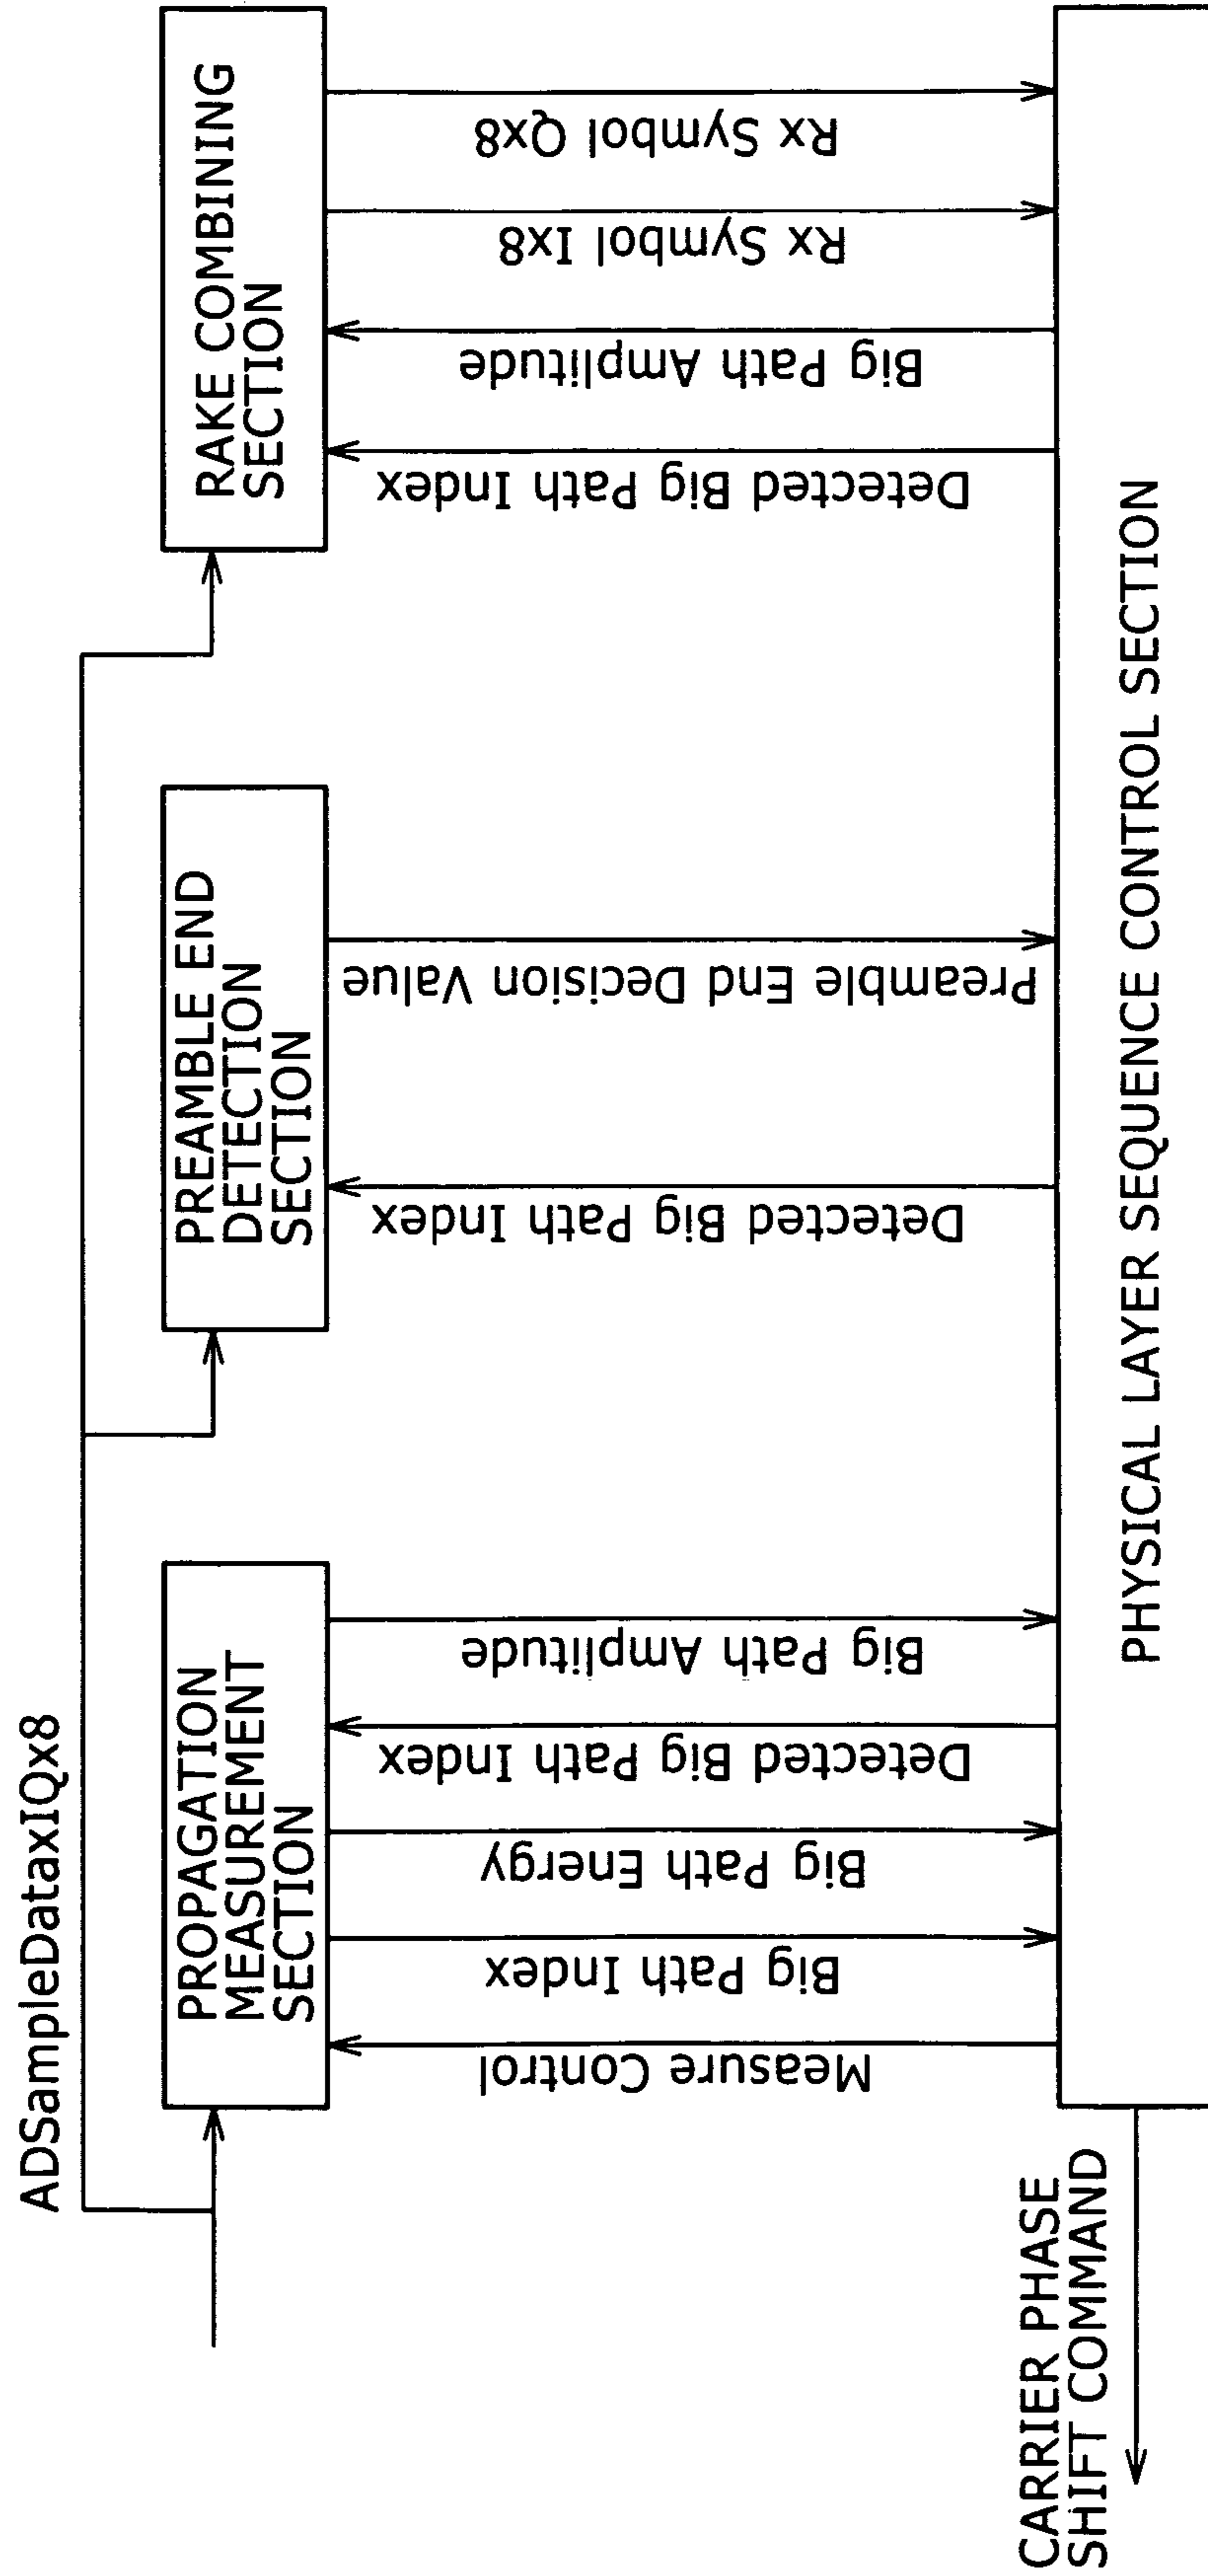 ADSampleDataxIQx8
PROPAGATION
MEASUREMENT
SECTION
PREAMBLE END
DETECTION
SECTION
RAKE COMBINING
SECTION
Measure Control
Big Path Index
Big Path Energy
Detected Big Path Index
Big Path Amplitude
Detected Big Path Index
Preamble End Decision Value
Detected Big Path Index
Big Path Amplitude
Rx Symbol Ix8
Rx Symbol Qx8
CARRIER PHASE
SHIFT COMMAND
PHYSICAL LAYER SEQUENCE CONTROL SECTION